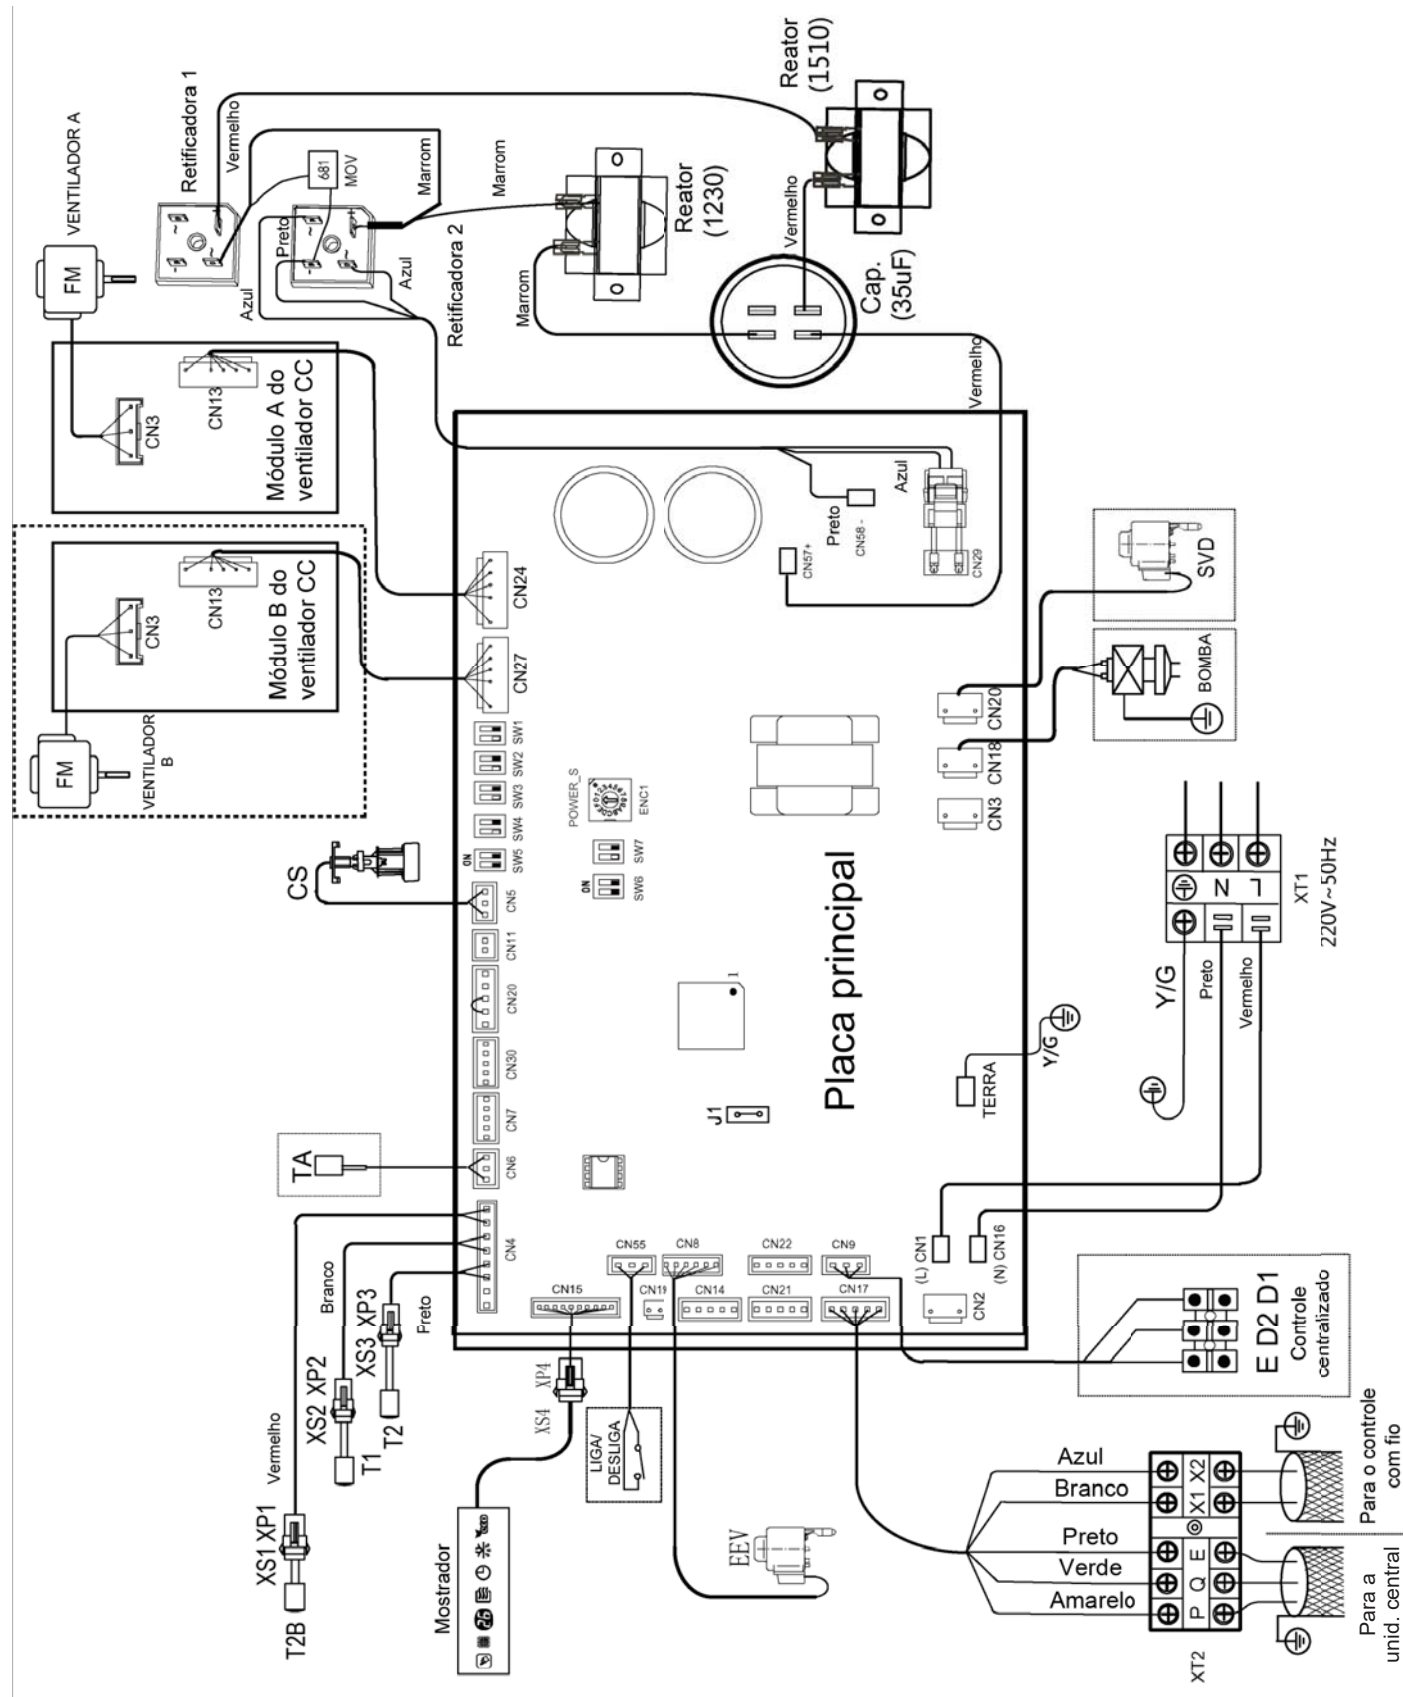 Reator
(1510)
VENTILADOR A
Retificadora 1
Vermelho
FM
681
MOV
Marrom
Marrom
Reator
(1230)
Vermelho
Preto
Azul
Azul
Retificadora 2
Marrom
Cap.
(35uF)
Vermelho
CN3
CN13
Módulo A do
ventilador CC
CN3
CN13
Módulo B do
ventilador CC
FM
VENTILADOR
B
CN24
CN27
Azul
Preto
CN58 -
CN57+
CN29
SVD
BOMBA
SW1
SW2
SW3
SW4
SW5
ON
POWER_S
ENC1
SW7
SW6
ON
CN20
CN18
CN3
CS
CN5
CN11
CN20
CN30
CN7
CN6
CN4
TA
1
J1
Placa principal
TERRA
Y/G
N
L
XT1
220V~50Hz
Y/G
Preto
Vermelho
CN55
CN8
CN22
CN9
CN15
CN19
CN14
CN21
CN17
(L) CN1
(N) CN16
CN2
Vermelho
Branco
Preto
XS1 XP1
XS2 XP2
XS3 XP3
T2B
T1
T2
XS4
XP4
Mostrador
26
LIGA/
DESLIGA
EEV
E D2 D1
Controle
centralizado
Azul
Branco
Preto
Verde
Amarelo
X2
X1
E
Q
P
XT2
Para o controle
com fio
Para a
unid. central